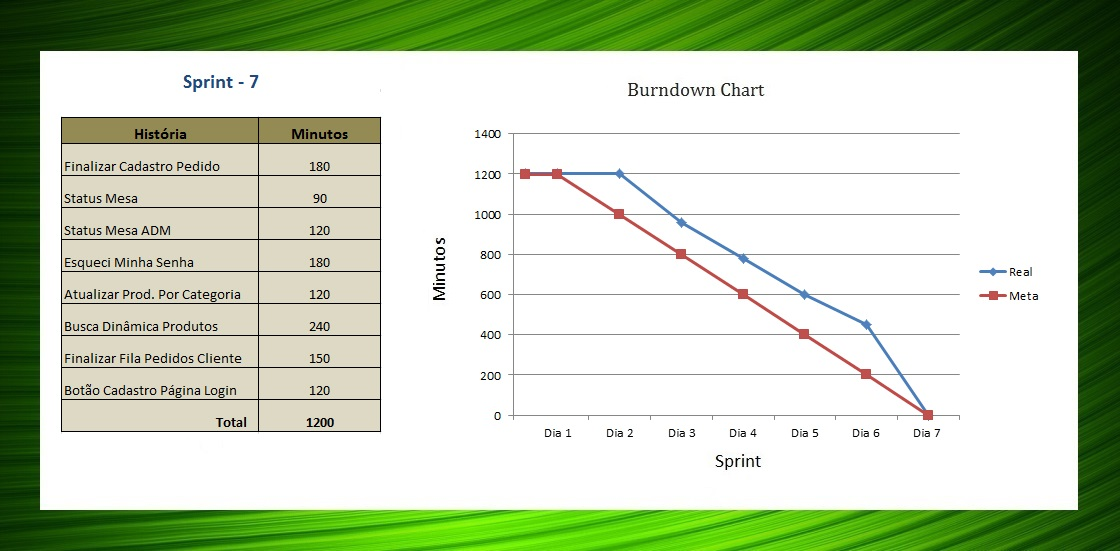 Sprint - 7
História Minutos
Finalizar Cadastro Pedido 180
Status Mesa 90
Status Mesa ADM 120
Esqueci Minha Senha 180
Atualizar Prod. Por Categoria 120
Busca Dinâmica Produtos 240
Finalizar Fila Pedidos Cliente 150
Botão Cadastro Página Login 120
Total 1200
Burndown Chart
Minutos
1400
1200
1000
800
600
400
200
0
Dia 1 Dia 2 Dia 3 Dia 4 Dia 5 Dia 6 Dia 7
Sprint
Real
Meta